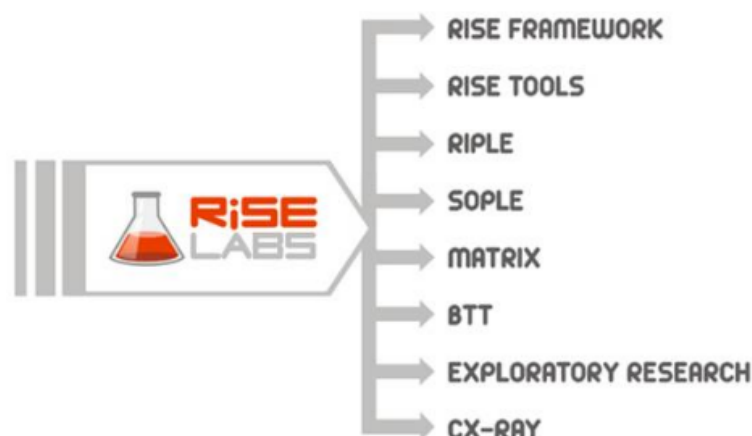 RISE FRAMEWORK
RISE TOOLS
RIPLE
RiSE
LABS
SOPLE
MATRIX
BTT
EXPLORATORY RESEARCH
CX-RAY